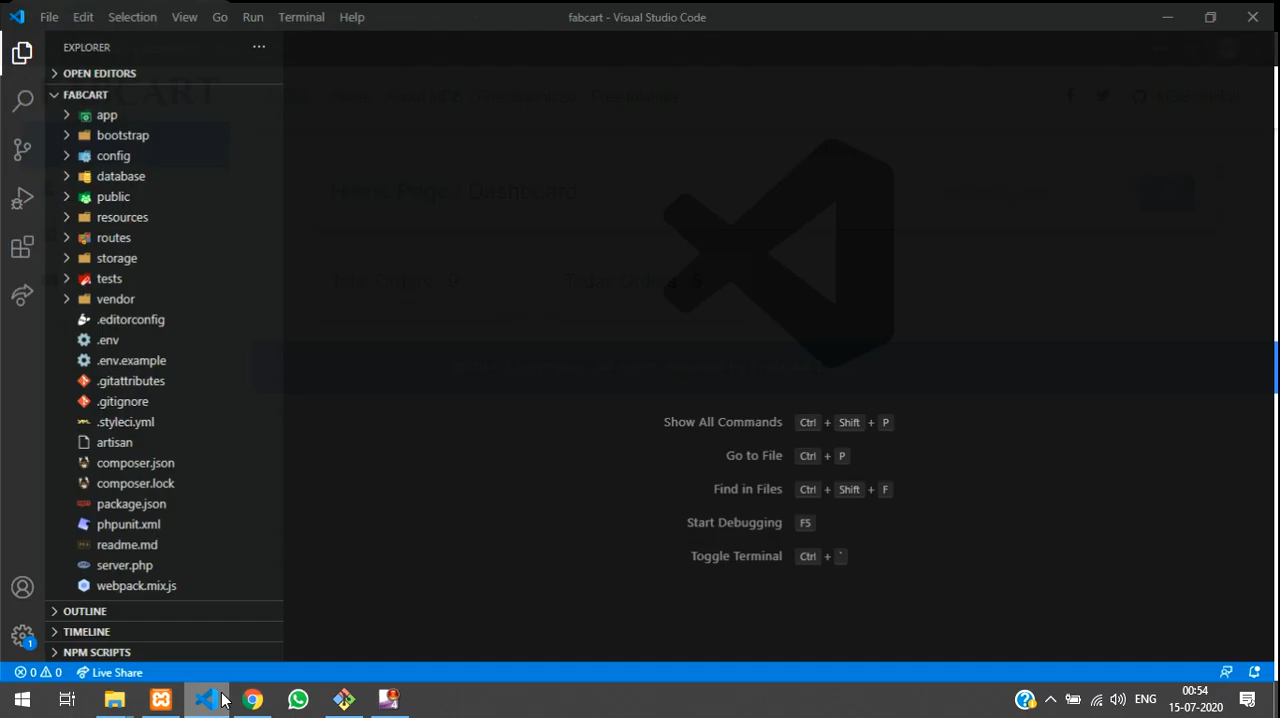 File Edit Selection View Go Run Terminal Help
fabcart - Visual Studio Code
EXPLORER
OPEN EDITORS
FABCART
app
bootstrap
config
database
public
resources
routes
storage
tests
vendor
.editorconfig
.env
.env.example
.gitattributes
.gitignore
.styleci.yml
artisan
composer.json
composer.lock
package.json
phpunit.xml
readme.md
server.php
webpack.mix.js
OUTLINE
TIMELINE
NPM SCRIPTS
Home Page / Dashboard
Show All Commands Ctrl + Shift + P
Go to File Ctrl + P
Find in Files Ctrl + Shift + F
Start Debugging F5
Toggle Terminal Ctrl + `
1
0 0 Live Share
ENG
00:54
15-07-2020